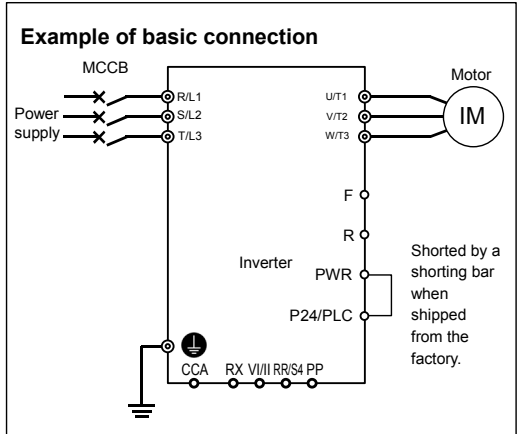 Example of basic connection
MCCB
Motor
R/L1
U/T1
Power
S/L2
V/T2
IM
supply
T/L3
W/T3
F
R
Inverter
PWR
P24/PLC
Shorted by a
shorting bar
when
shipped
from the
factory.
CCA RX VI/II RR/S4 PP